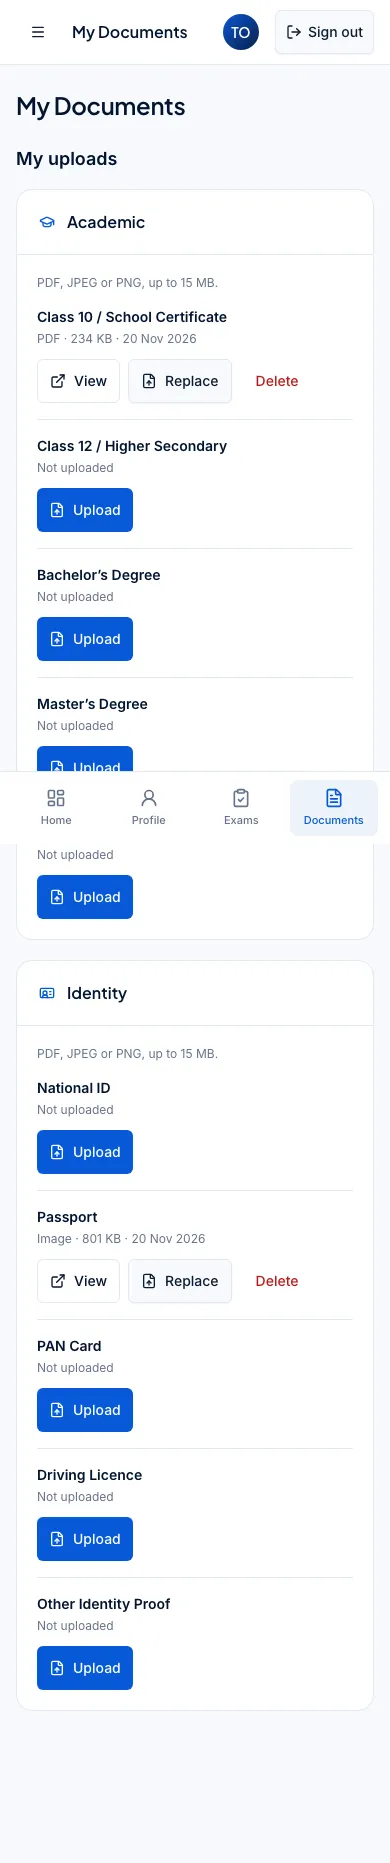 My Documents
TO
Sign out
My Documents
My uploads
Academic
PDF, JPEG or PNG, up to 15 MB.
Class 10 / School Certificate
PDF · 234 KB · 20 Nov 2026
View
Replace
Delete
Class 12 / Higher Secondary
Not uploaded
Upload
Bachelor’s Degree
Not uploaded
Upload
Master’s Degree
Not uploaded
Upload
Home
Profile
Exams
Documents
Not uploaded
Upload
Identity
PDF, JPEG or PNG, up to 15 MB.
National ID
Not uploaded
Upload
Passport
Image · 801 KB · 20 Nov 2026
View
Replace
Delete
PAN Card
Not uploaded
Upload
Driving Licence
Not uploaded
Upload
Other Identity Proof
Not uploaded
Upload